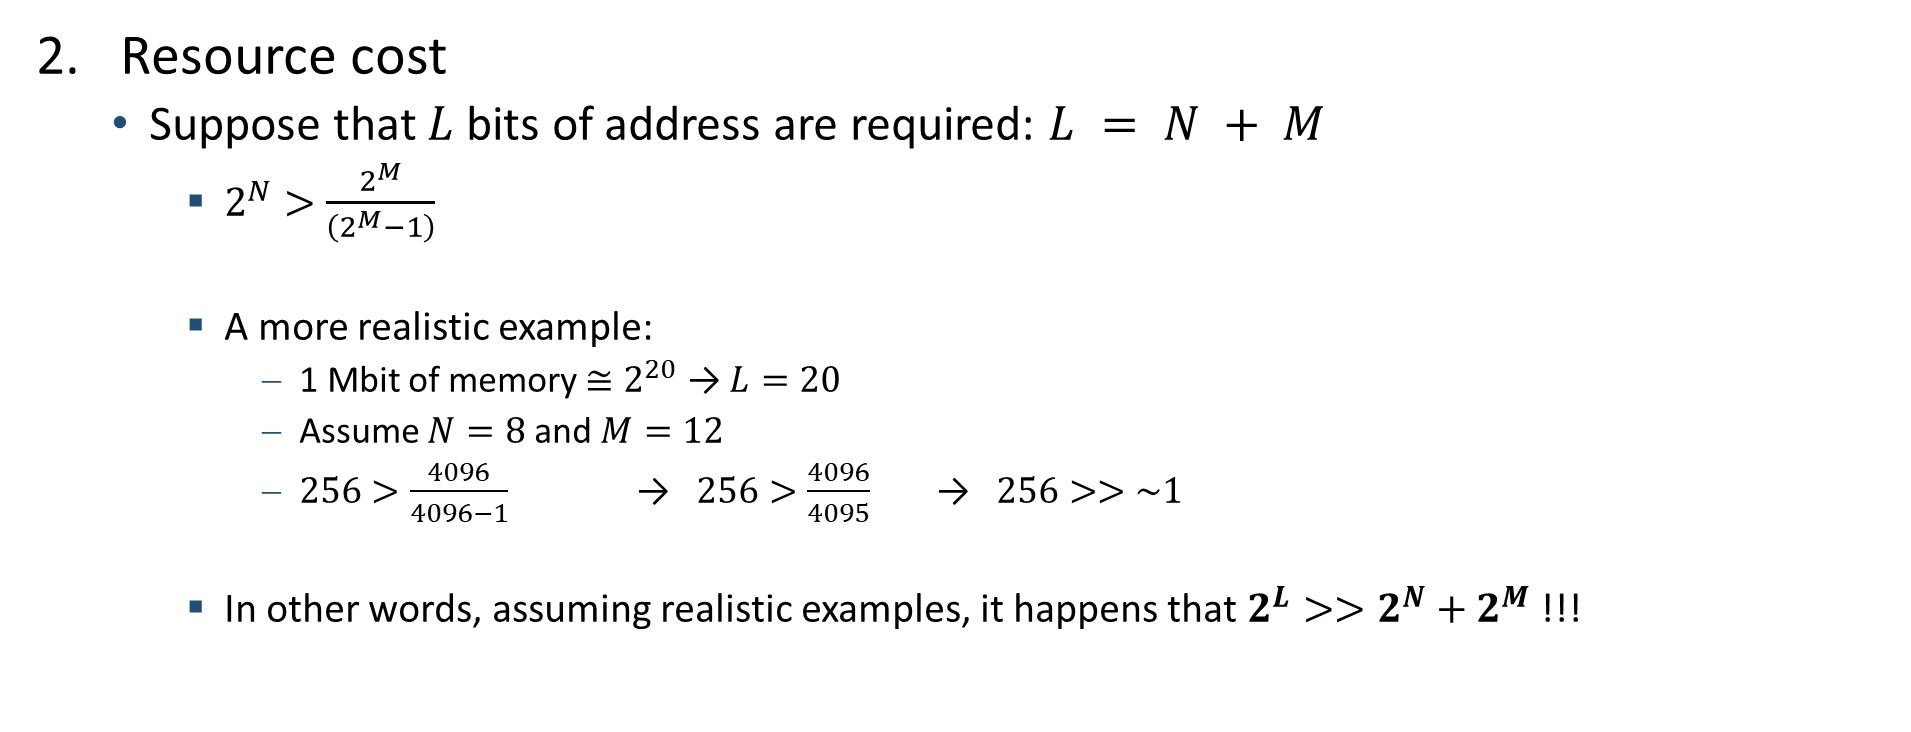 2. Resource cost
• Suppose that L bits of address are required: L = N + M
▪ 2^N > 2^M / (2^M−1)
▪ A more realistic example:
– 1 Mbit of memory ≅ 2^20 → L = 20
– Assume N = 8 and M = 12
– 256 > 4096 / 4096−1 → 256 > 4096 / 4095 → 256 >> ~1
▪ In other words, assuming realistic examples, it happens that 2^L >> 2^N + 2^M !!!